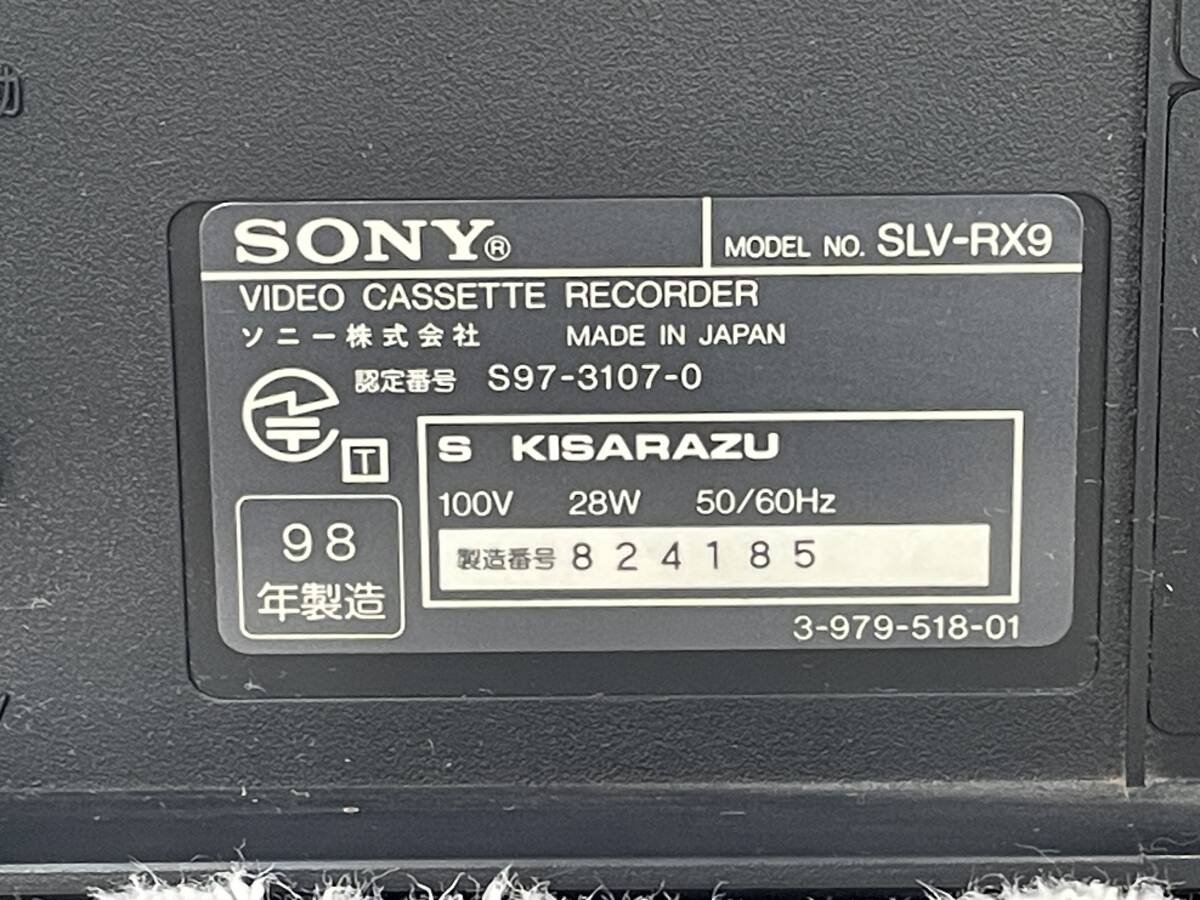 SONY® MODEL NO. SLV-RX9
VIDEO CASSETTE RECORDER
ソニー株式会社 MADE IN JAPAN
認定番号 S97-3107-0
T
S KISARAZU
100V 28W 50/60Hz
製造番号 824185
98
年製造
3-979-518-01